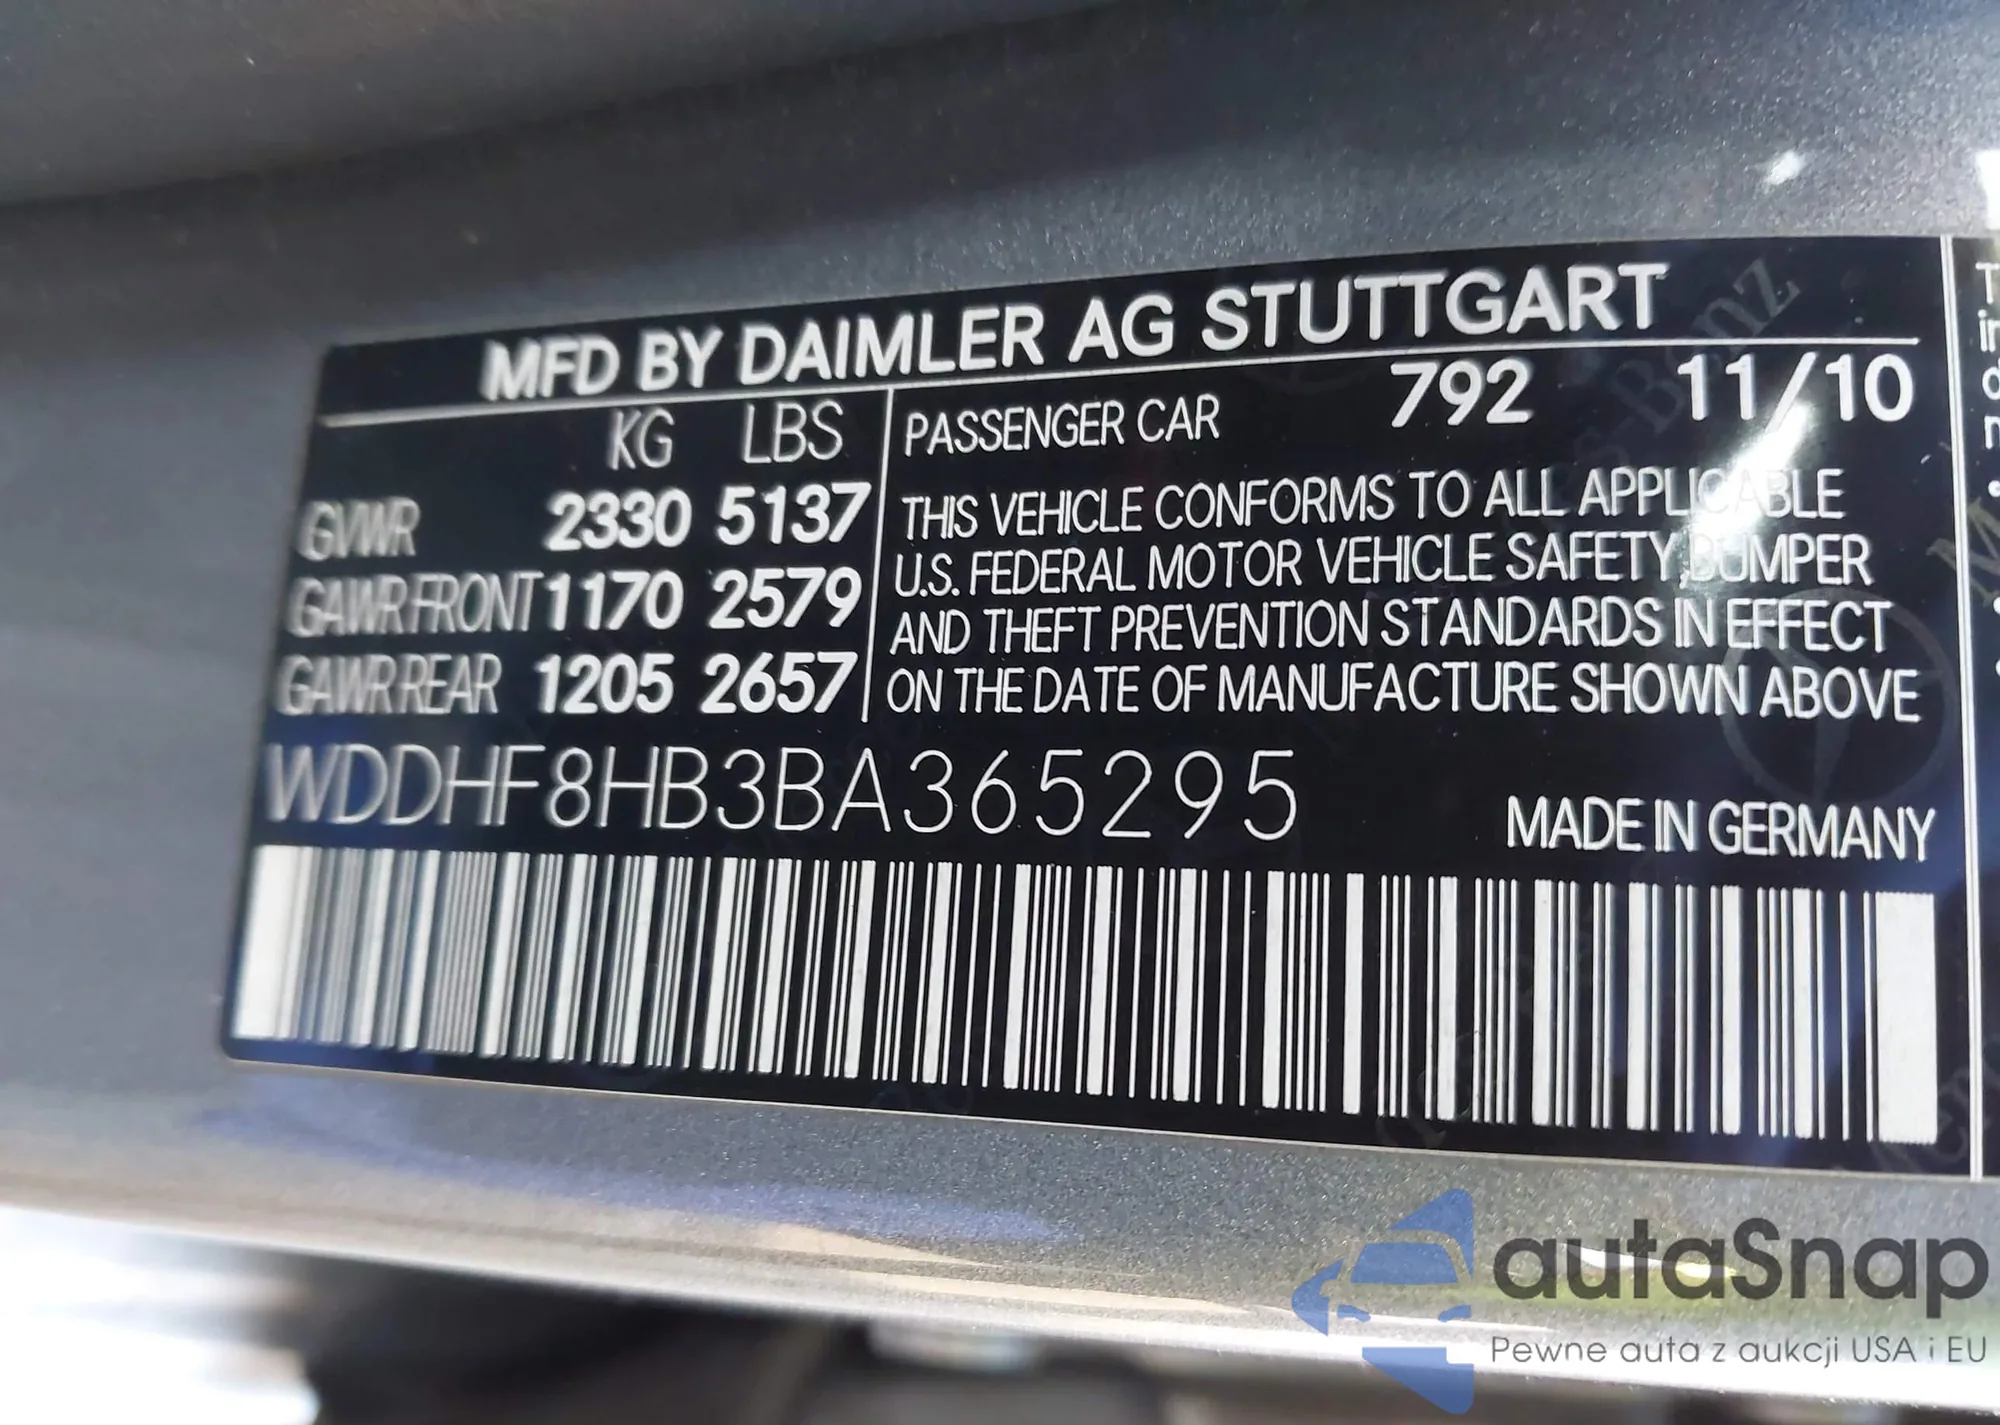 MFD BY DAIMLER AG STUTTGART
KG LBS
GVWR 2330 5137
GAWR FRONT 1170 2579
GAWR REAR 1205 2657
PASSENGER CAR 792 11/10
THIS VEHICLE CONFORMS TO ALL APPLICABLE
U.S. FEDERAL MOTOR VEHICLE SAFETY, BUMPER
AND THEFT PREVENTION STANDARDS IN EFFECT
ON THE DATE OF MANUFACTURE SHOWN ABOVE
WDDHF8HB3BA365295
MADE IN GERMANY
autaSnap
Pewne auta z aukcji USA i EU